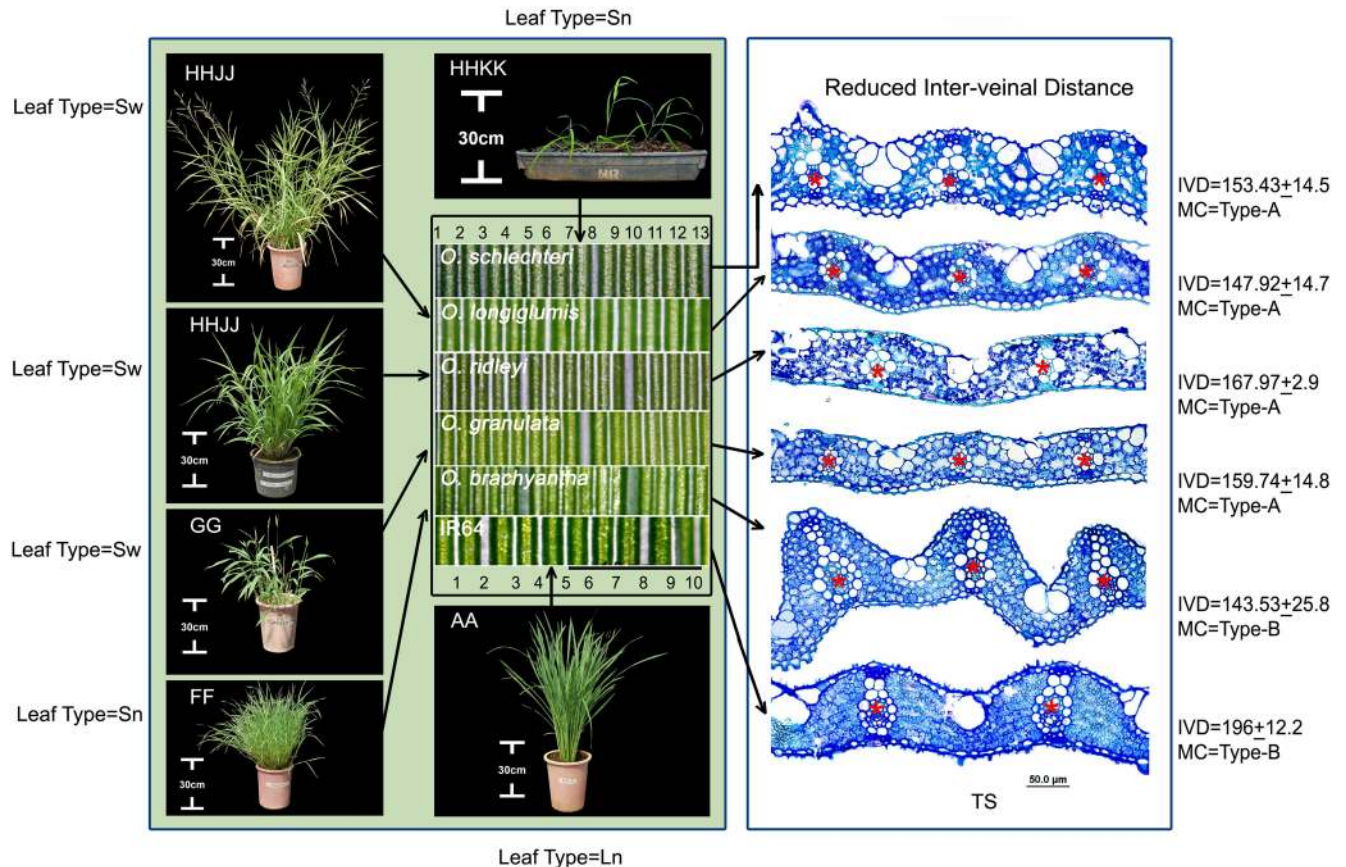 Leaf Type=Sn
HHJJ
30cm
Leaf Type=Sw
HHJJ
30cm
Leaf Type=Sw
GG
30cm
Leaf Type=Sw
FF
30cm
Leaf Type=Sn
HHKK
30cm
1 2 3 4 5 6 7 8 9 10 11 12 13
O. schlechteri
O. longiglumis
O. ridleyi
O. granulata
O. brachyantha
IR64
1 2 3 4 5 6 7 8 9 10
AA
30cm
Leaf Type=Ln
Reduced Inter-veinal Distance
* * *
* * *
* *
* * *
* * *
* *
IVD=153.43±14.5
MC=Type-A
IVD=147.92±14.7
MC=Type-A
IVD=167.97±2.9
MC=Type-A
IVD=159.74±14.8
MC=Type-A
IVD=143.53±25.8
MC=Type-B
IVD=196±12.2
MC=Type-B
50.0 µm
TS